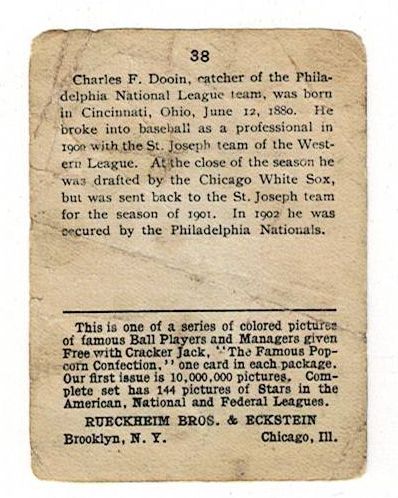 38
Charles F. Dooin, catcher of the Phila-
delphia National League team, was born
in Cincinnati, Ohio, June 12, 1880. He
broke into baseball as a professional in
1900 with the St. Joseph team of the West-
ern League. At the close of the season he
was drafted by the Chicago White Sox,
but was sent back to the St. Joseph team
for the season of 1901. In 1902 he was
secured by the Philadelphia Nationals.
This is one of a series of colored pictures
of famous Ball Players and Managers given
Free with Cracker Jack, "The Famous Pop-
corn Confection," one card in each package.
Our first issue is 10,000,000 pictures. Com-
plete set has 144 pictures of Stars in the
American, National and Federal Leagues.
RUECKHEIM BROS. & ECKSTEIN
Brooklyn, N. Y. Chicago, Ill.